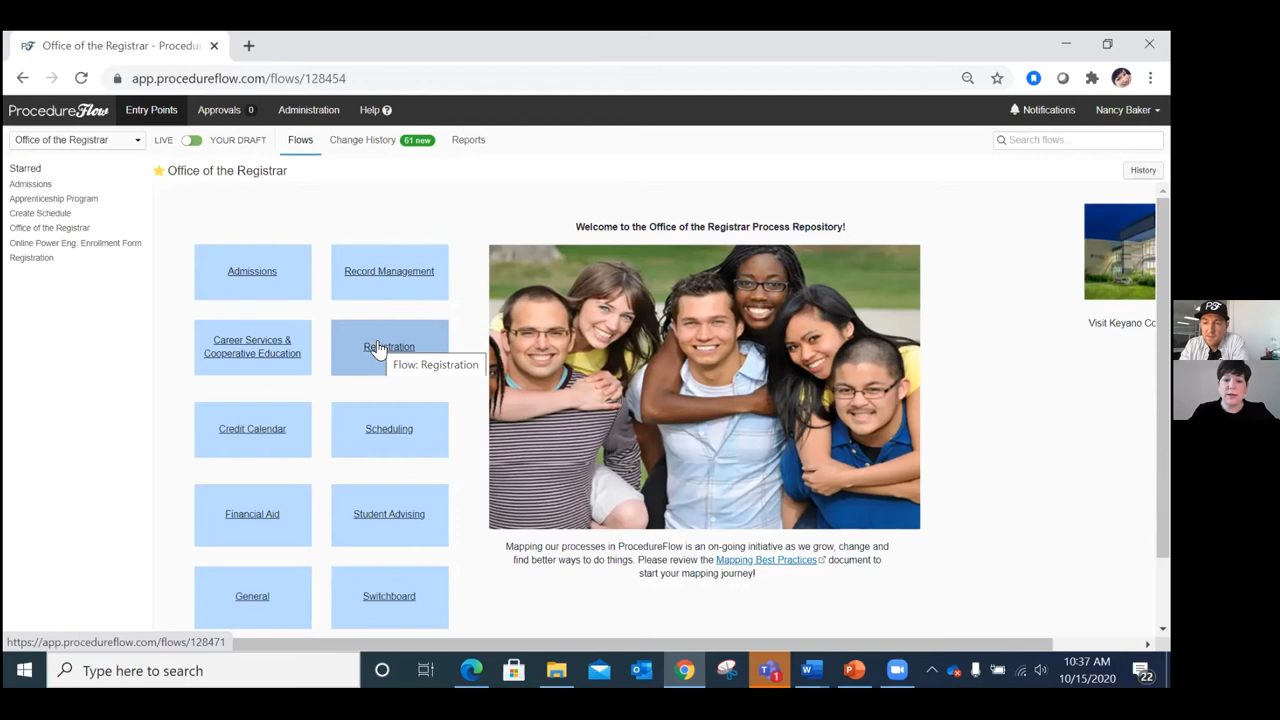 Office of the Registrar - Procedu
app.procedureflow.com/flows/128454
ProcedureFlow
Entry Points
Approvals 0
Administration
Help
Notifications
Nancy Baker
Office of the Registrar
LIVE
YOUR DRAFT
Flows
Change History 61 new
Reports
Search flows...
Starred
Admissions
Apprenticeship Program
Create Schedule
Office of the Registrar
Online Power Eng. Enrollment Form
Registration
Office of the Registrar
History
Welcome to the Office of the Registrar Process Repository!
Admissions
Record Management
Career Services &
Cooperative Education
Registration
Flow: Registration
Credit Calendar
Scheduling
Financial Aid
Student Advising
General
Switchboard
Visit Keyano Co
Mapping our processes in ProcedureFlow is an on-going initiative as we grow, change and
find better ways to do things. Please review the Mapping Best Practices document to
start your mapping journey!
https://app.procedureflow.com/flows/128471
Type here to search
10:37 AM
10/15/2020
22